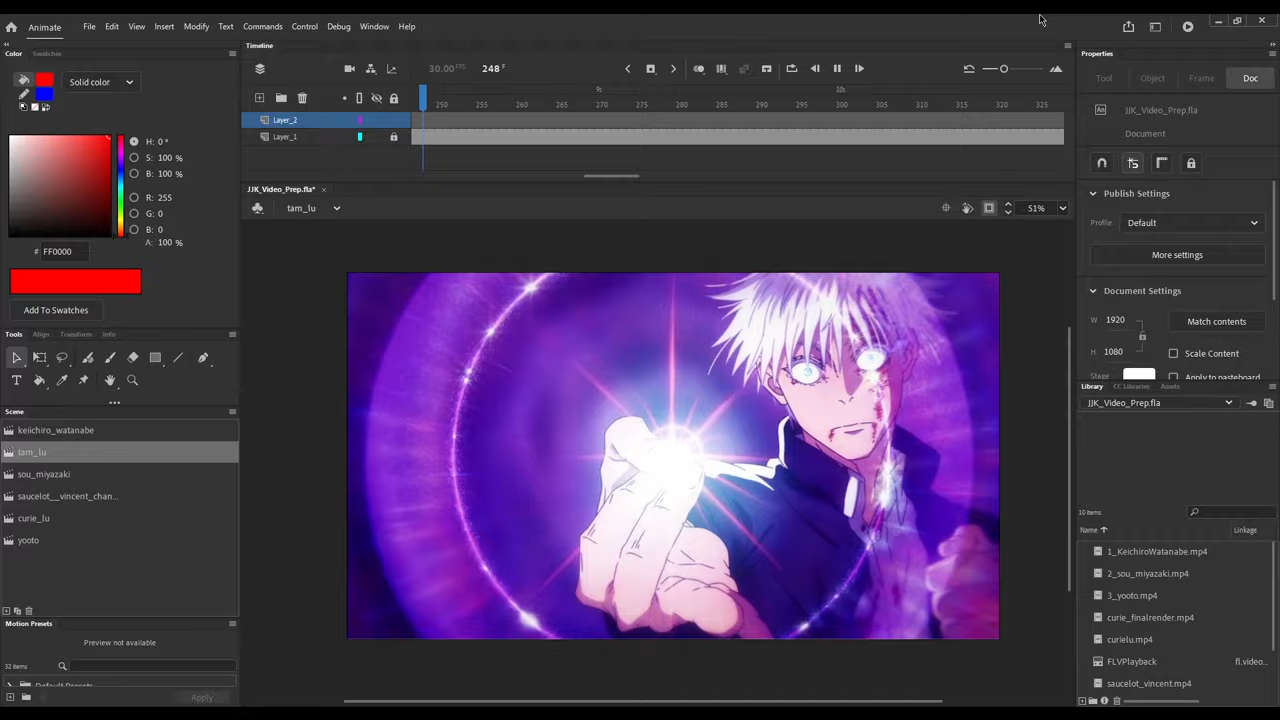 Animate File Edit View Insert Modify Text Commands Control Debug Window Help
Color Swatches
Solid color
H: 0 °
S: 100 %
B: 100 %
R: 255
G: 0
B: 0
A: 100 %
# FF0000
Add To Swatches
Tools Align Transform Info
Scene
keiichiro_watanabe
tam_lu
sou_miyazaki
saucelot__vincent_chan...
curie_lu
yooto
Motion Presets
Preview not available
32 items
Default Presets
Apply
Timeline
30.00 FPS 248 F
9s 10s
250 255 260 265 270 275 280 285 290 295 300 305 310 315 320 325
Layer_2
Layer_1
JJK_Video_Prep.fla*
tam_lu
51%
Properties
Tool Object Frame Doc
An JJK_Video_Prep.fla
Document
Publish Settings
Profile Default
More settings
Document Settings
W 1920
Match contents
H 1080
Scale Content
Stage
Apply to pasteboard
Library CC Libraries Assets
JJK_Video_Prep.fla
10 items
Name Linkage
1_KeichiroWatanabe.mp4
2_sou_miyazaki.mp4
3_yooto.mp4
curie_finalrender.mp4
curielu.mp4
FLVPlayback fl.video...
saucelot_vincent.mp4